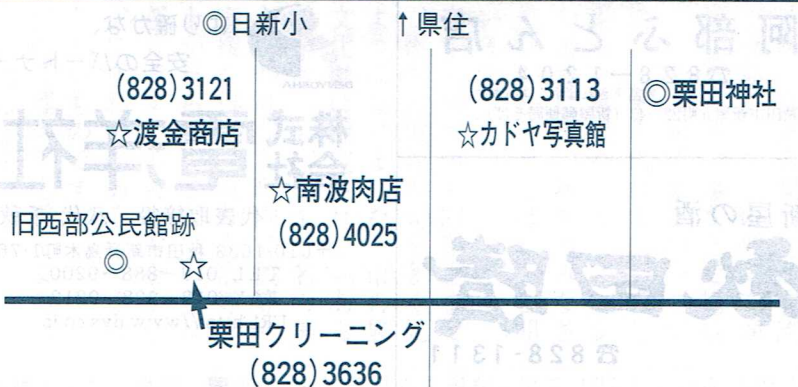 ◎日新小
↑県住
(828)3121
☆渡金商店
(828)3113
☆カドヤ写真館
◎栗田神社
☆南波肉店
(828)4025
旧西部公民館跡
◎
☆
栗田クリーニング
(828)3636